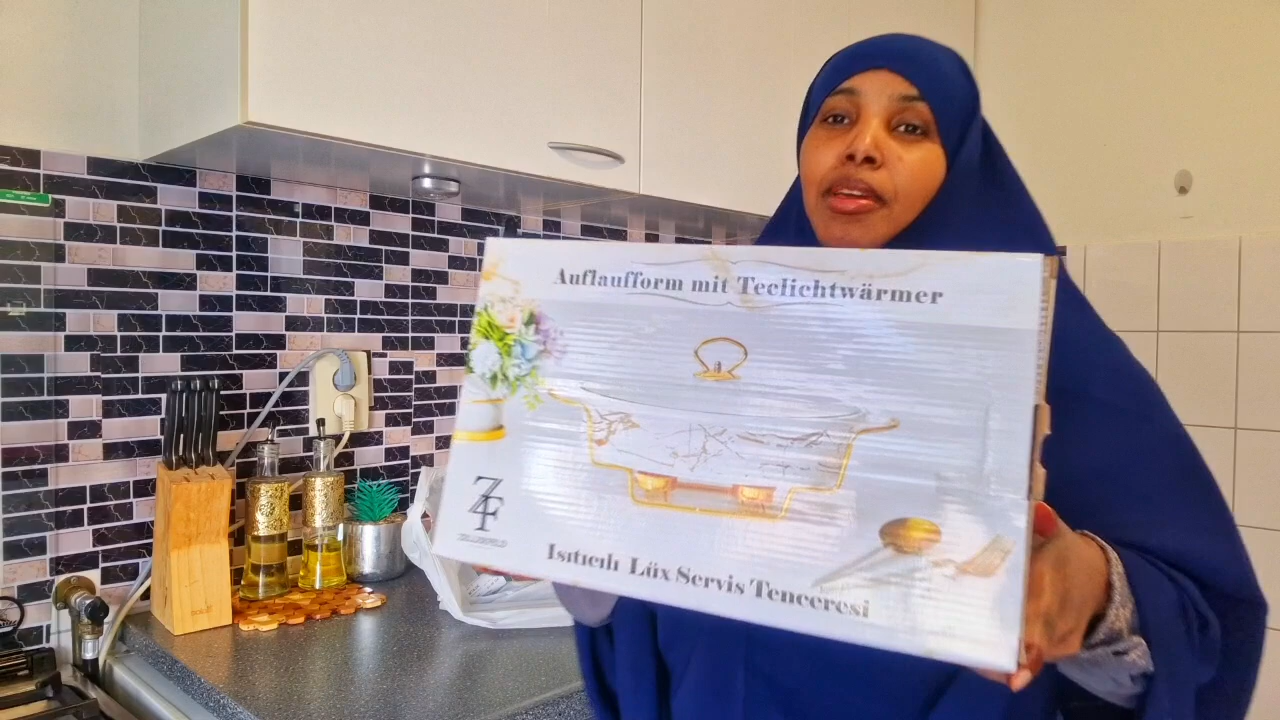 Auflaufform mit Teelichtwärmer
ZF
Isıtıcılı Lüx Servis Tenceresi